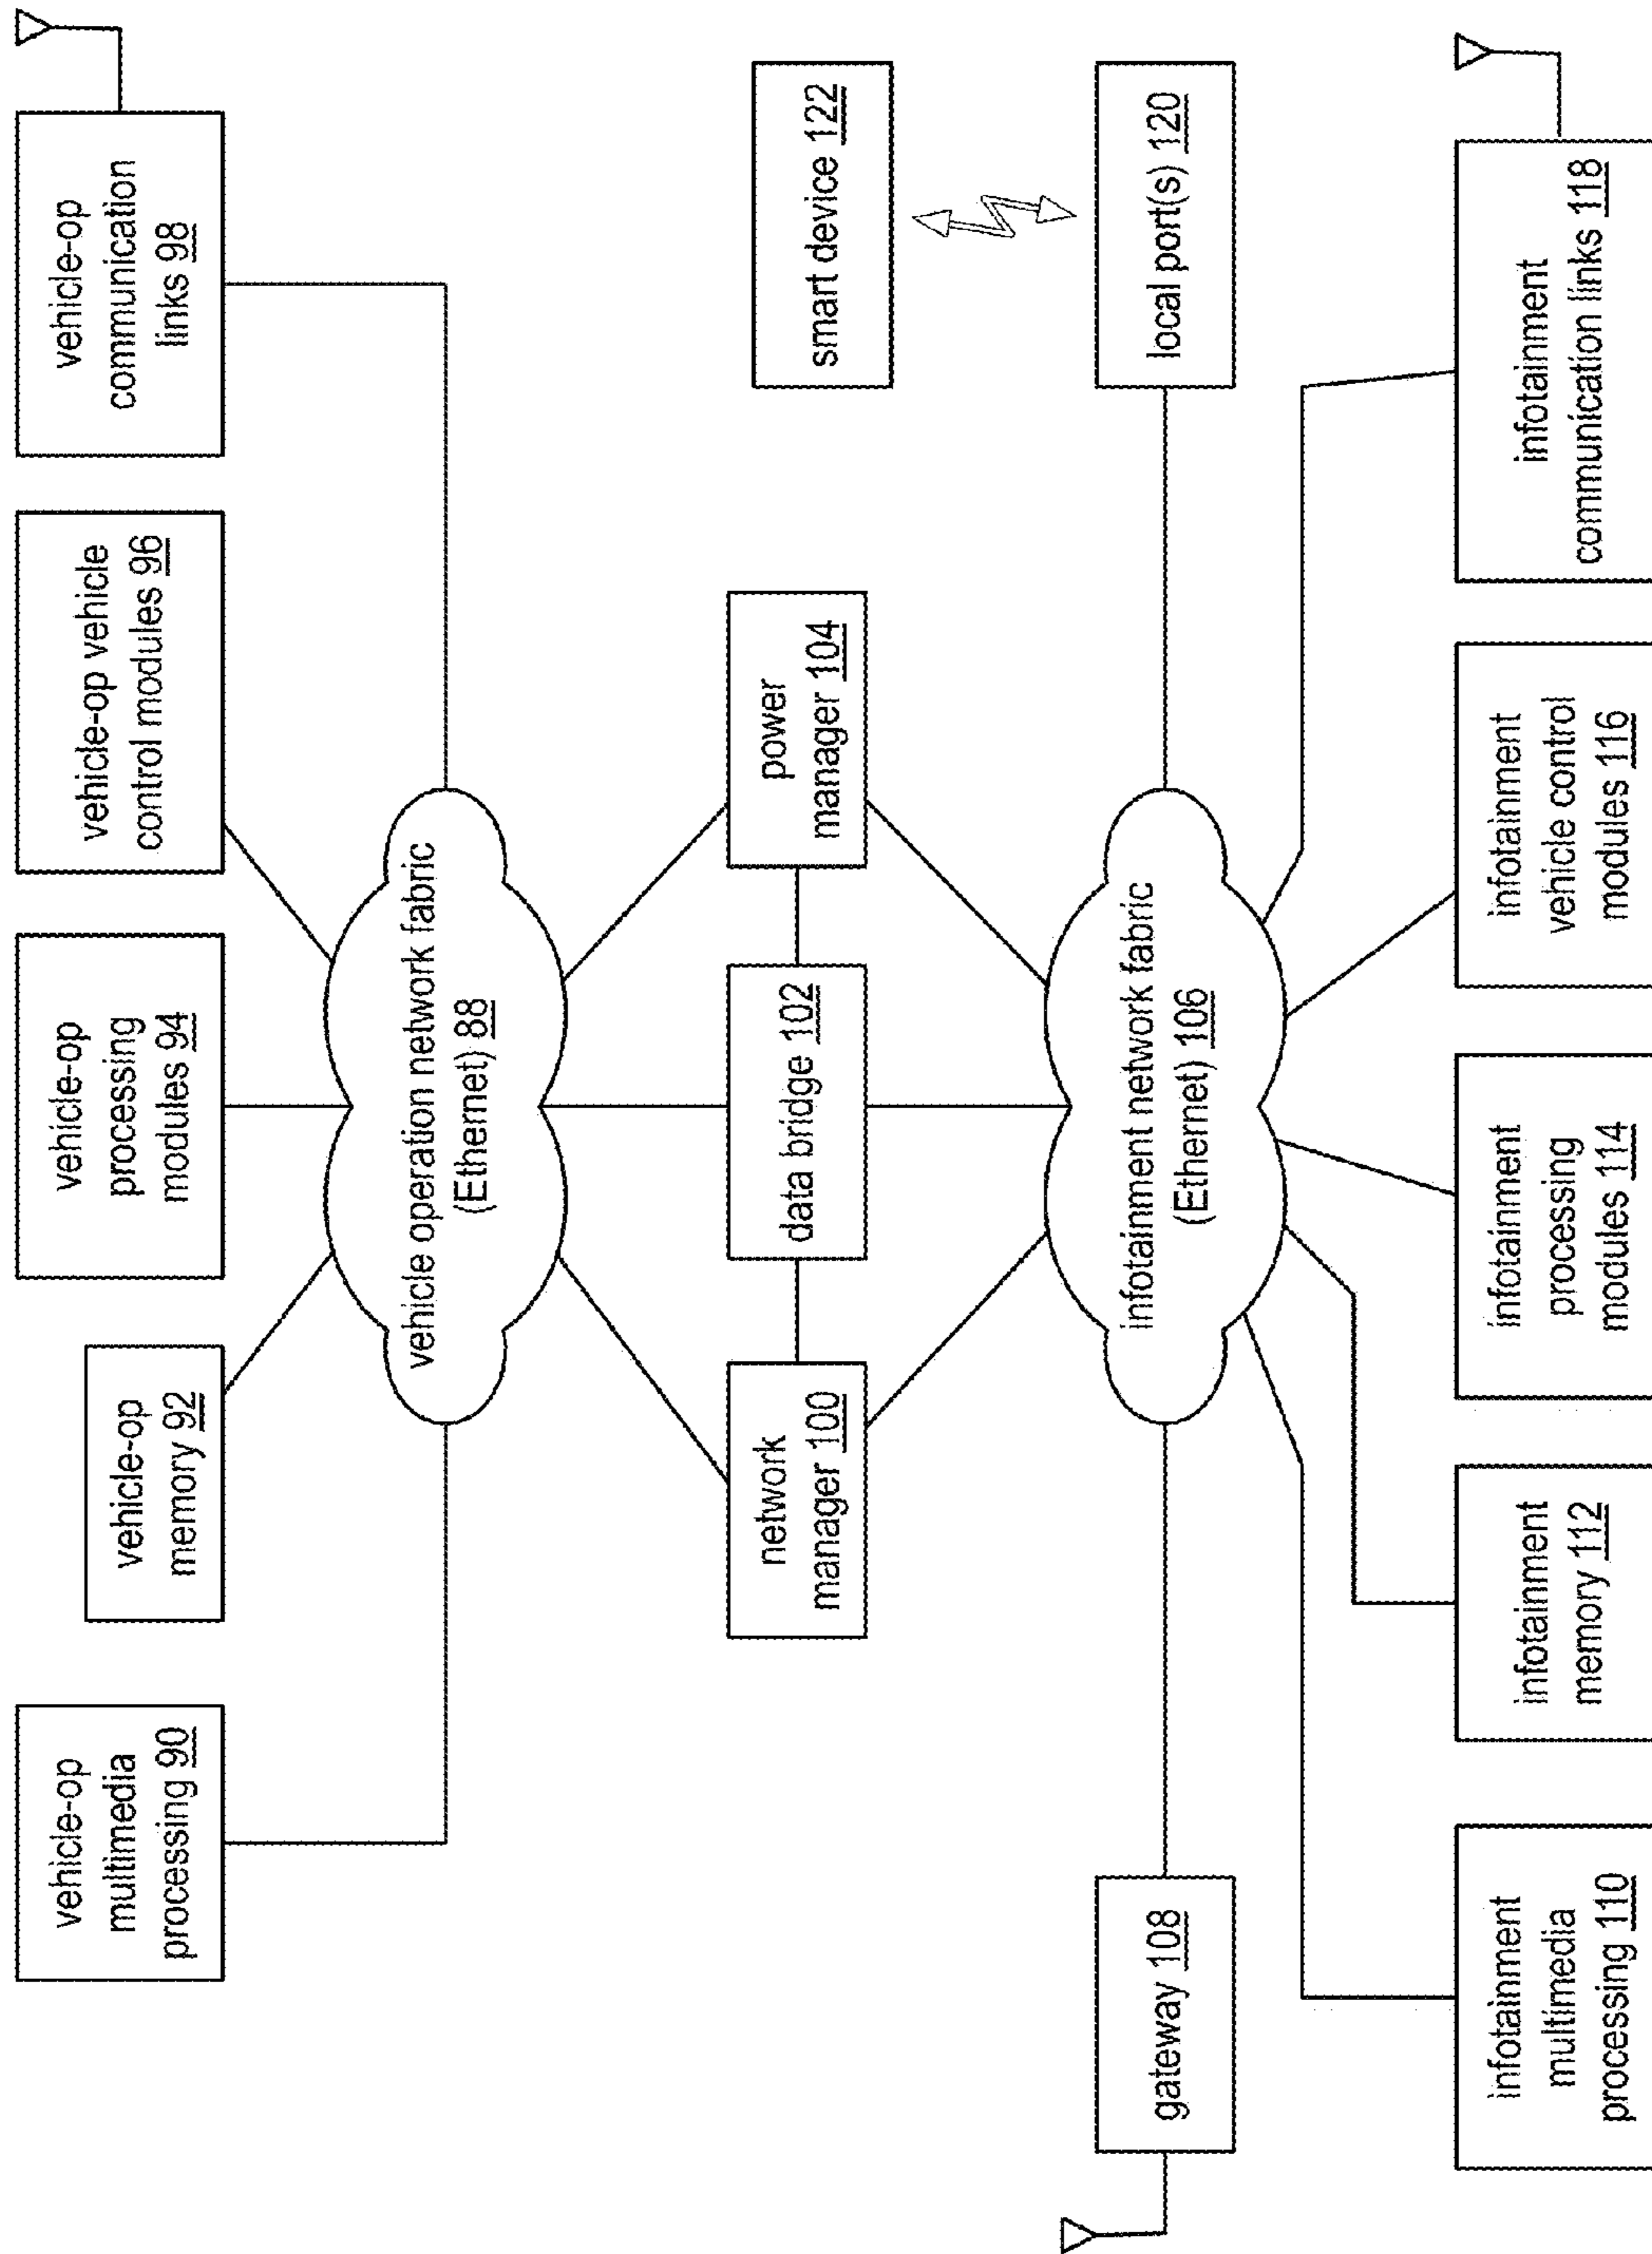 vehicle-op
multimedia
processing 90
vehicle-op
memory 92
vehicle-op
processing
modules 94
vehicle-op vehicle
control modules 96
vehicle-op
communication
links 98
vehicle operation network fabric
(Ethernet) 88
network
manager 100
data bridge 102
power
manager 104
smart device 122
gateway 108
infotainment network fabric
(Ethernet) 106
local port(s) 120
infotainment
multimedia
processing 110
infotainment
memory 112
infotainment
processing
modules 114
infotainment
vehicle control
modules 116
infotainment
communication links 118